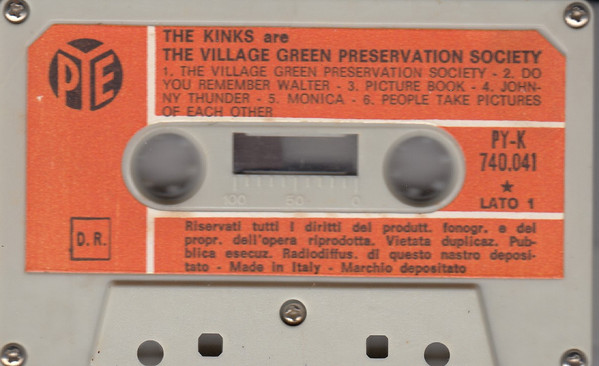 PYE
THE KINKS are
THE VILLAGE GREEN PRESERVATION SOCIETY
1. THE VILLAGE GREEN PRESERVATION SOCIETY - 2. DO
YOU REMEMBER WALTER - 3. PICTURE BOOK - 4. JOHN-
NY THUNDER - 5. MONICA - 6. PEOPLE TAKE PICTURES
OF EACH OTHER
PY-K
740.041
★
LATO 1
100 50 0
D.R.
Riservati tutti i diritti del produtt. fonogr. e del
propr. dell'opera riprodotta. Vietata duplicaz. Pub-
blica esecuz. Radiodiffus. di questo nastro deposi-
tato - Made in Italy - Marchio depositato